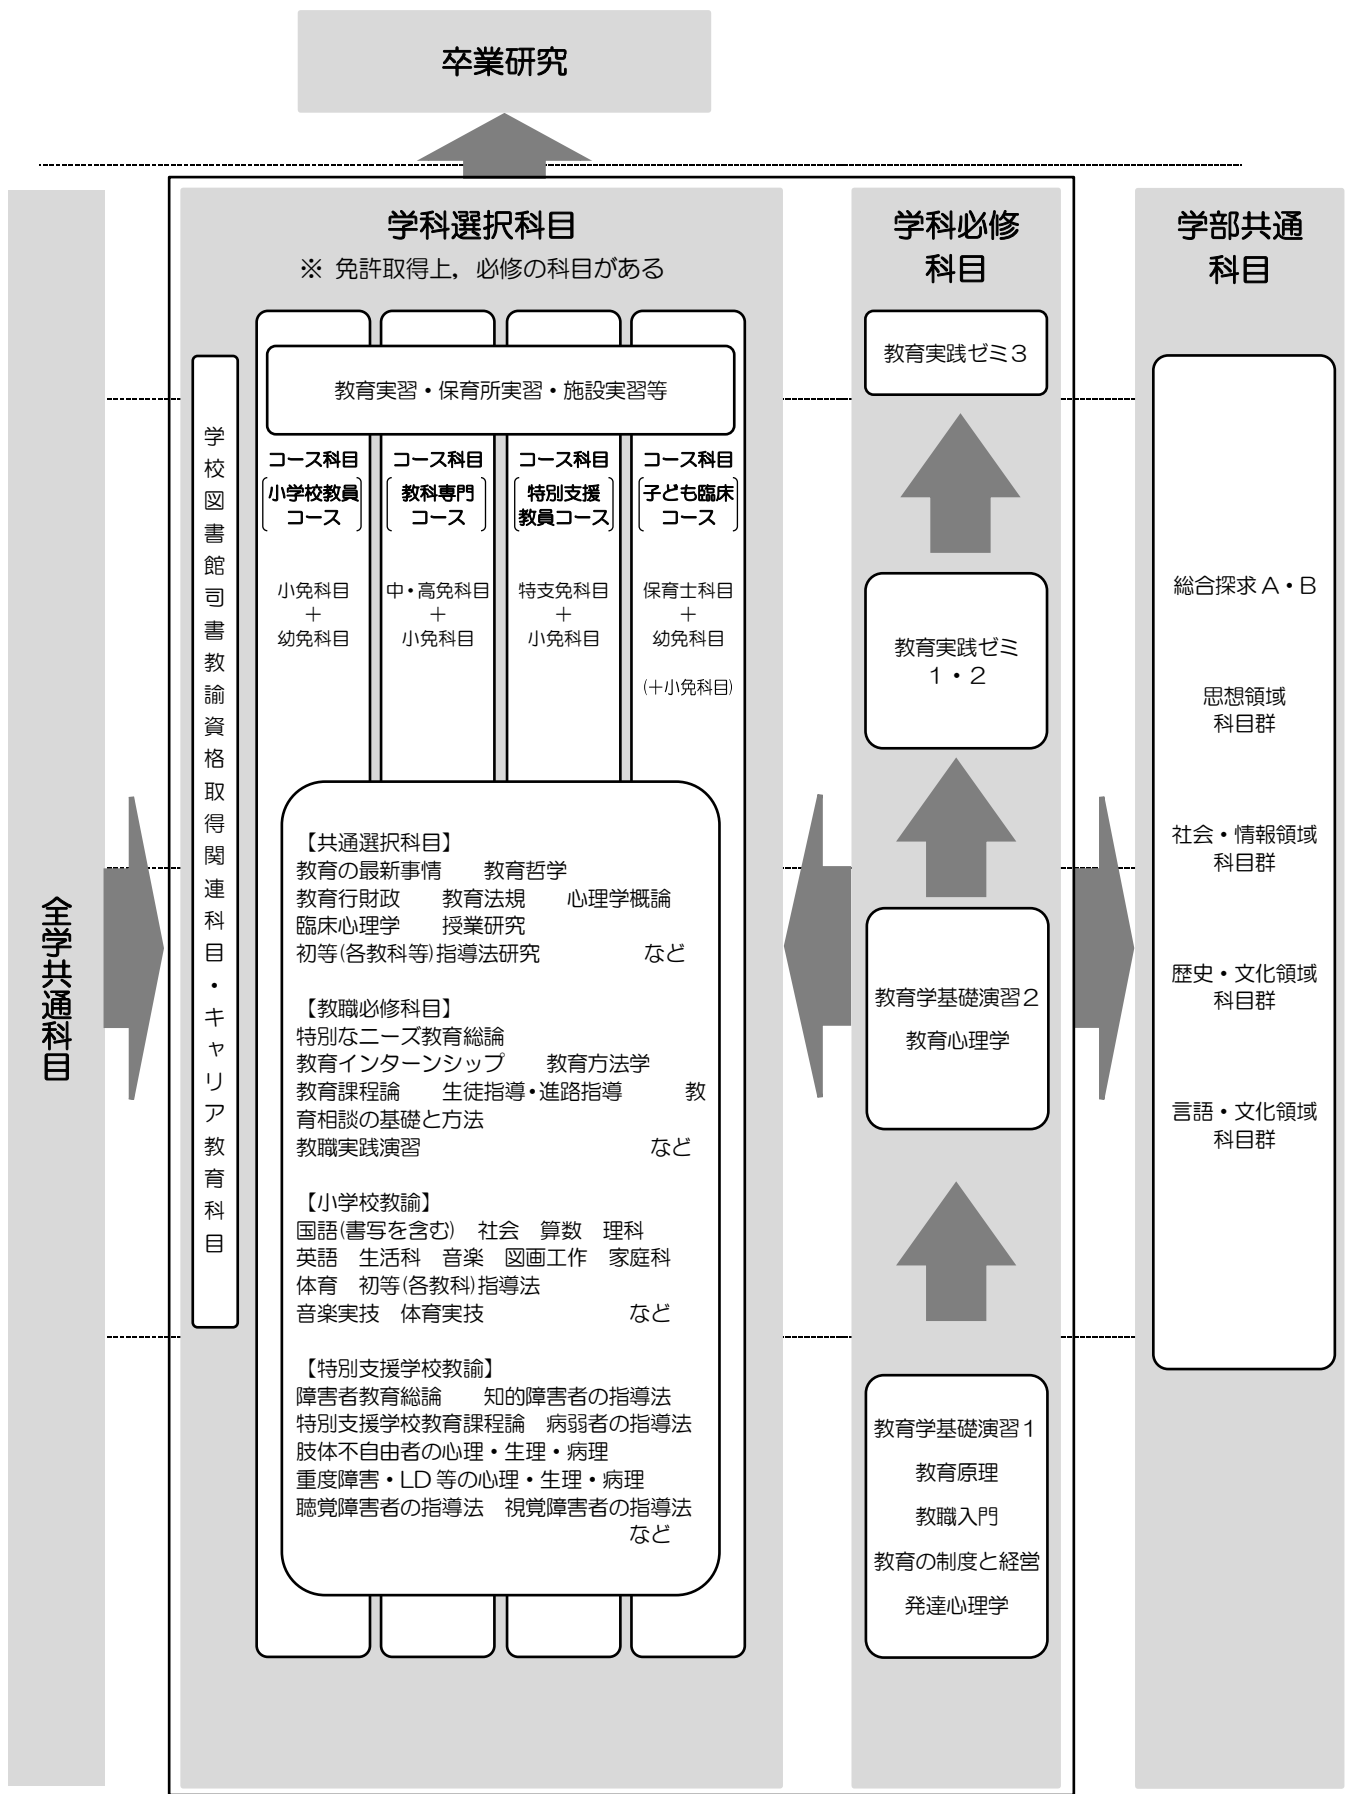 卒業研究
全学共通科目
学科選択科目
※ 免許取得上，必修の科目がある
学校図書館司書教諭資格取得関連科目・キャリア教育科目
教育実習・保育所実習・施設実習等
コース科目
小学校教員
コース
小免科目
＋
幼免科目
コース科目
教科専門
コース
中・高免科目
＋
小免科目
コース科目
特別支援
教員コース
特支免科目
＋
小免科目
コース科目
子ども臨床
コース
保育士科目
＋
幼免科目
(＋小免科目)
【共通選択科目】
教育の最新事情　　教育哲学
教育行財政　　教育法規　　心理学概論
臨床心理学　　授業研究
初等(各教科等)指導法研究　　　　　など
【教職必修科目】
特別なニーズ教育総論
教育インターンシップ　　教育方法学
教育課程論　　生徒指導・進路指導　　　教
育相談の基礎と方法
教職実践演習　　　　　　　　　　　など
【小学校教諭】
国語(書写を含む)　社会　算数　理科
英語　生活科　音楽　図画工作　家庭科
体育　初等(各教科)指導法
音楽実技　体育実技　　　　　　　など
【特別支援学校教諭】
障害者教育総論　　知的障害者の指導法
特別支援学校教育課程論　病弱者の指導法
肢体不自由者の心理・生理・病理
重度障害・LD 等の心理・生理・病理
聴覚障害者の指導法　視覚障害者の指導法
など
学科必修
科目
教育実践ゼミ３
教育実践ゼミ
１・２
教育学基礎演習２
教育心理学
教育学基礎演習１
教育原理
教職入門
教育の制度と経営
発達心理学
学部共通
科目
総合探求 A・B
思想領域
科目群
社会・情報領域
科目群
歴史・文化領域
科目群
言語・文化領域
科目群